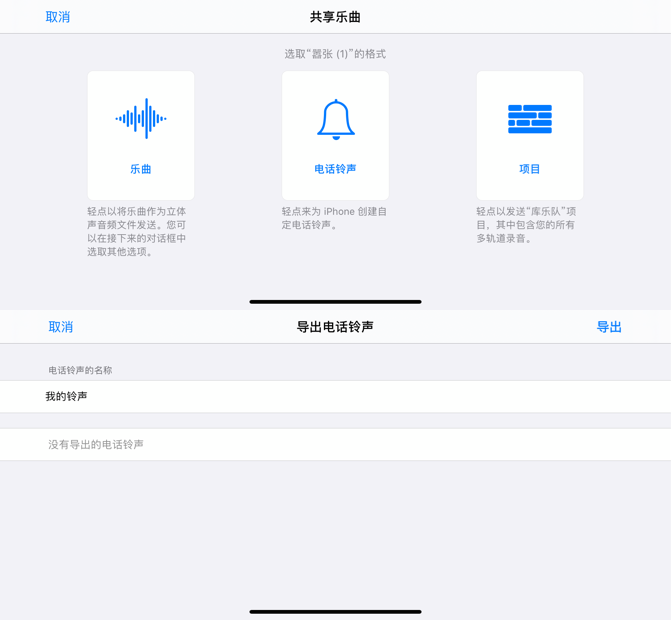 取消
共享乐曲
选取“嚣张 (1)”的格式
乐曲
电话铃声
项目
轻点以将乐曲作为立体
声音频文件发送。您可
以在接下来的对话框中
选取其他选项。
轻点来为 iPhone 创建自
定电话铃声。
轻点以发送“库乐队”项
目，其中包含您的所有
多轨道录音。
取消
导出电话铃声
导出
电话铃声的名称
我的铃声
没有导出的电话铃声